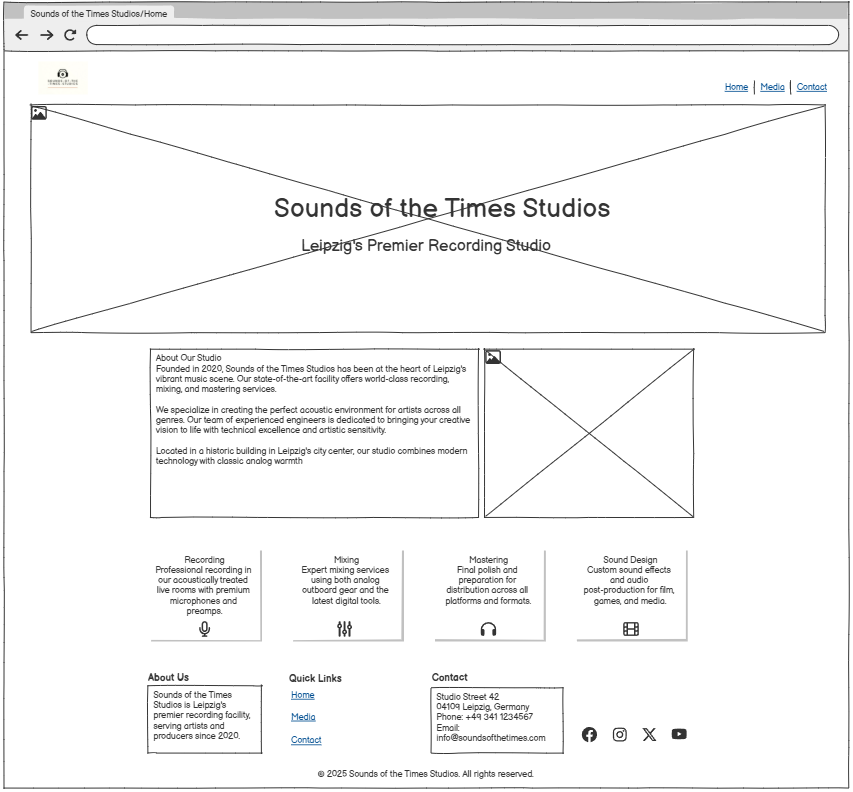 Sounds of the Times Studios/Home
SOUNDS OF THE
TIMES STUDIOS
Home
Media
Contact
Sounds of the Times Studios
Leipzig's Premier Recording Studio
About Our Studio
Founded in 2020, Sounds of the Times Studios has been at the heart of Leipzig's
vibrant music scene. Our state-of-the-art facility offers world-class recording,
mixing, and mastering services.
We specialize in creating the perfect acoustic environment for artists across all
genres. Our team of experienced engineers is dedicated to bringing your creative
vision to life with technical excellence and artistic sensitivity.
Located in a historic building in Leipzig's city center, our studio combines modern
technology with classic analog warmth
Recording
Professional recording in
our acoustically treated
live rooms with premium
microphones and
preamps.
Mixing
Expert mixing services
using both analog
outboard gear and the
latest digital tools.
Mastering
Final polish and
preparation for
distribution across all
platforms and formats.
Sound Design
Custom sound effects
and audio
post-production for film,
games, and media.
About Us
Sounds of the Times
Studios is Leipzig's
premier recording facility,
serving artists and
producers since 2020.
Quick Links
Home
Media
Contact
Contact
Studio Street 42
04109 Leipzig, Germany
Phone: +49 341 1234567
Email:
info@soundsofthetimes.com
© 2025 Sounds of the Times Studios. All rights reserved.